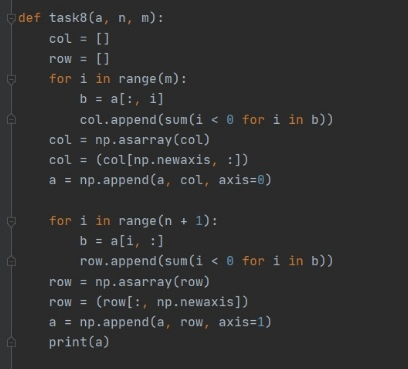 def task8(a, n, m):
    col = []
    row = []
    for i in range(m):
        b = a[:, i]
        col.append(sum(i < 0 for i in b))
    col = np.asarray(col)
    col = (col[np.newaxis, :])
    a = np.append(a, col, axis=0)

    for i in range(n + 1):
        b = a[i, :]
        row.append(sum(i < 0 for i in b))
    row = np.asarray(row)
    row = (row[:, np.newaxis])
    a = np.append(a, row, axis=1)
    print(a)